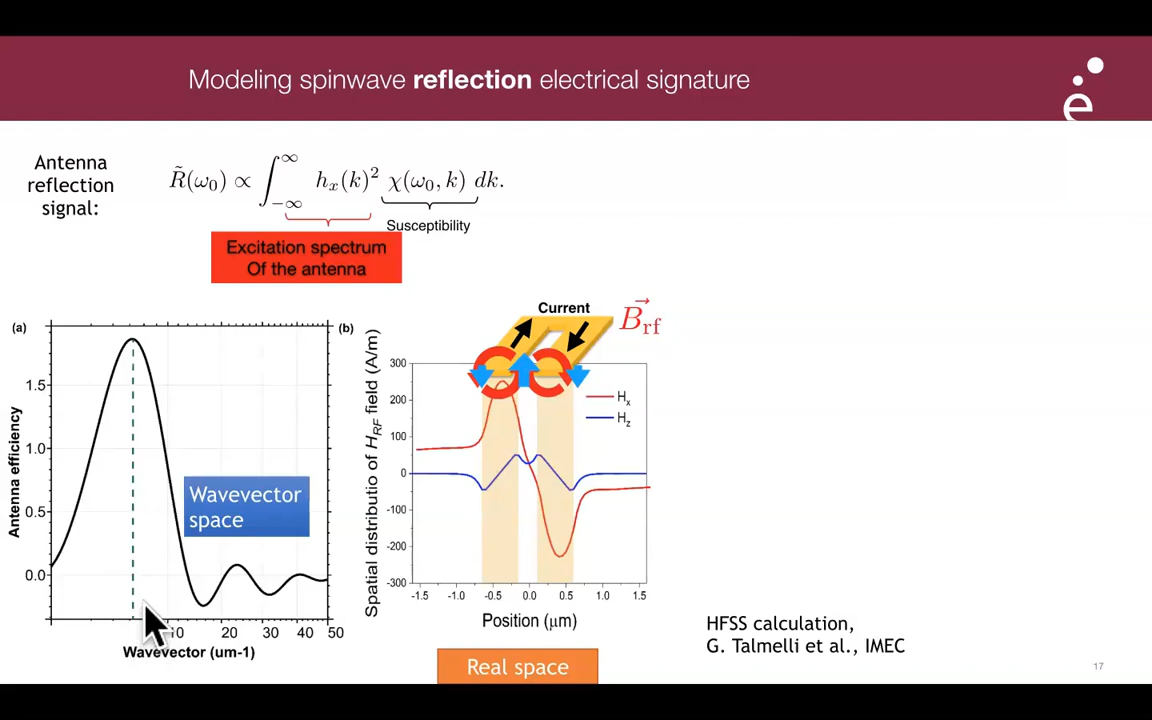 Modeling spinwave reflection electrical signature
e
Antenna
reflection
signal:
R̃(ω₀) ∝ ∫_{-∞}^{∞} hₓ(k)² χ(ω₀, k) dk.
Susceptibility
Excitation spectrum
Of the antenna
(a)
Antenna efficiency
1.5
1.0
0.5
0.0
Wavevector
space
10 20 30 40 50
Wavevector (um-1)
(b)
Current
B⃗rf
Spatial distributio of H_RF field (A/m)
300
200
100
0
-100
-200
-300
Hₓ
H_z
-1.5 -1.0 -0.5 0.0 0.5 1.0 1.5
Position (μm)
Real space
HFSS calculation,
G. Talmelli et al., IMEC
17